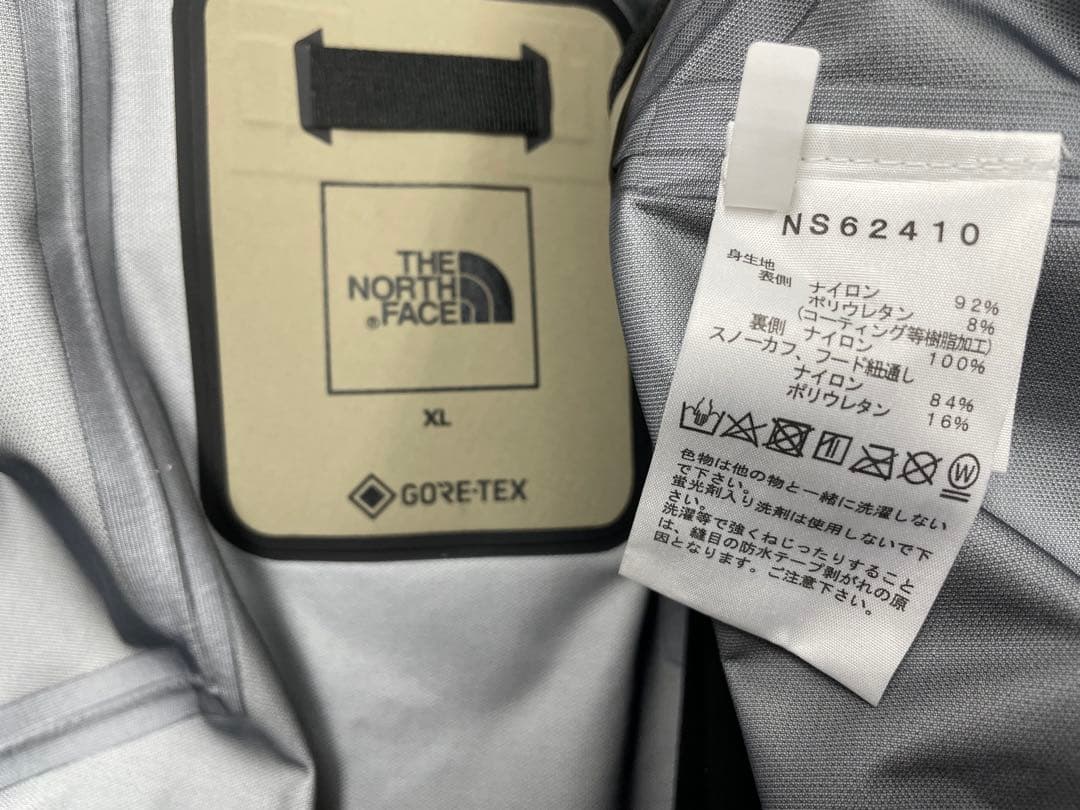 THE
NORTH
®FACE
XL
GORE-TEX
NS62410
身生地
表側 ナイロン 92%
ポリウレタン 8%
(コーティング等樹脂加工)
裏側 ナイロン 100%
スノーカフ、フード紐通し
ナイロン 84%
ポリウレタン 16%
W
色物は他の物と一緒に洗濯しない
で下さい。
蛍光剤入り洗剤は使用しないで下
さい。
洗濯等で強くねじったりすること
は、縫目の防水テープ剥がれの原
因となります。ご注意下さい。